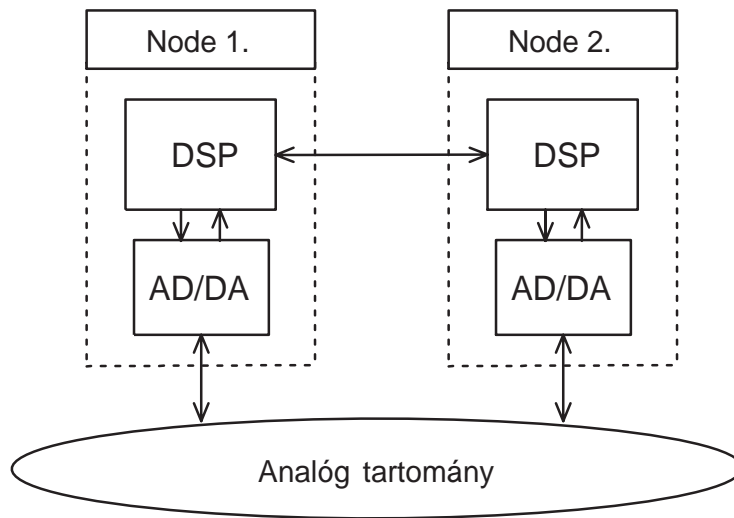 Node 1.
Node 2.
DSP
DSP
AD/DA
AD/DA
Analóg tartomány